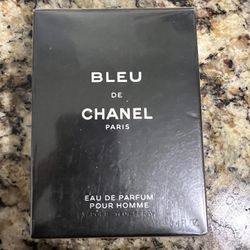 BLEU
DE
CHANEL
PARIS
EAU DE PARFUM
POUR HOMME